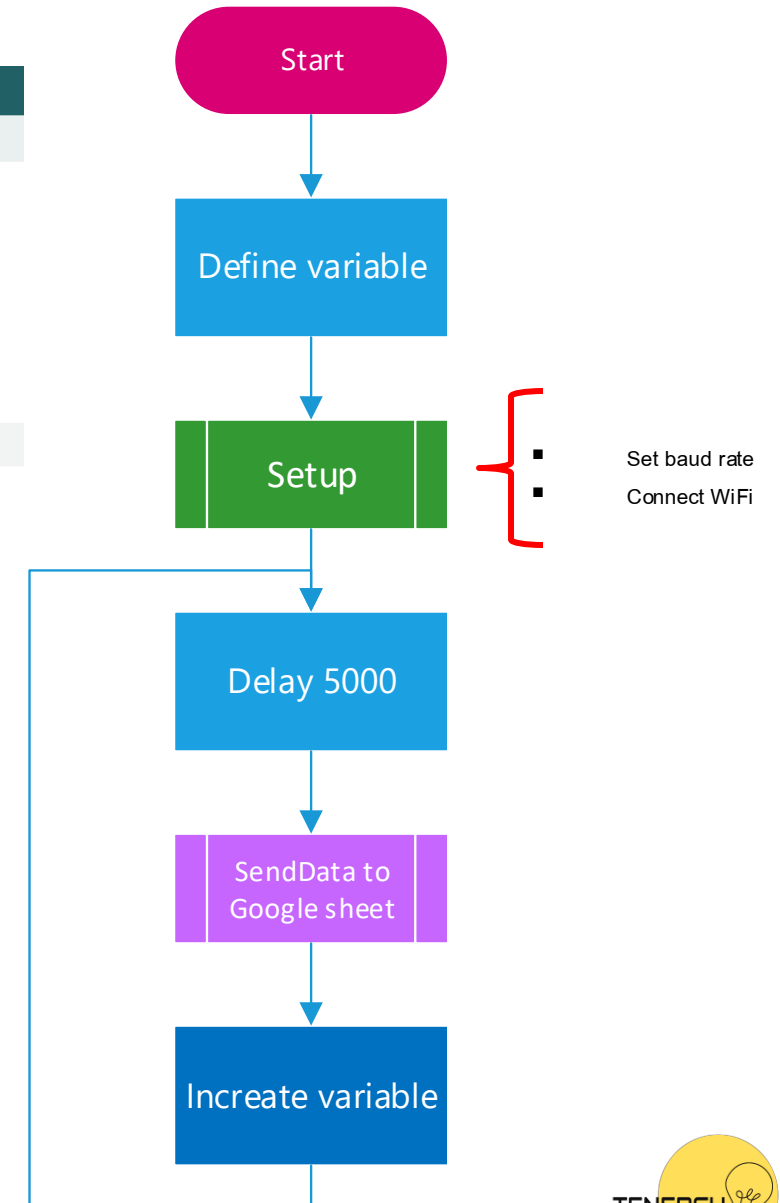 Start
Define variable
Setup
Set baud rate
Connect WiFi
Delay 5000
SendData to
Google sheet
Increate variable